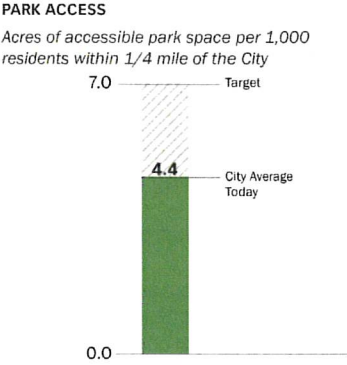 PARK ACCESS
Acres of accessible park space per 1,000
residents within 1/4 mile of the City
7.0
Target
4.4
City Average
Today
0.0